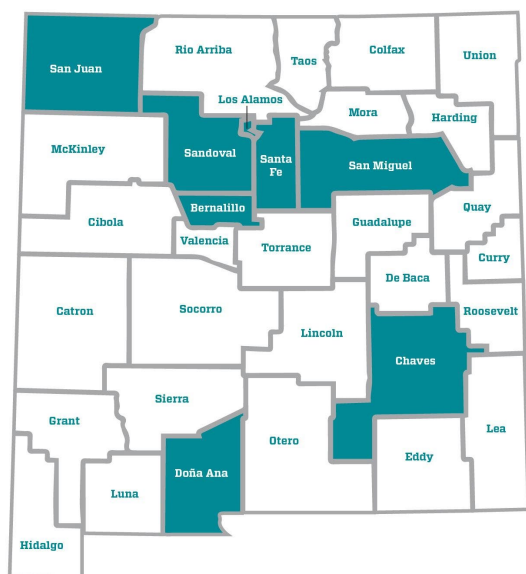 San Juan
Rio Arriba
Taos
Colfax
Union
Los Alamos
Mora
Harding
McKinley
Sandoval
Santa
Fe
San Miguel
Bernalillo
Quay
Cibola
Guadalupe
Valencia
Torrance
Curry
De Baca
Catron
Socorro
Roosevelt
Lincoln
Chaves
Sierra
Grant
Lea
Otero
Eddy
Doña Ana
Luna
Hidalgo